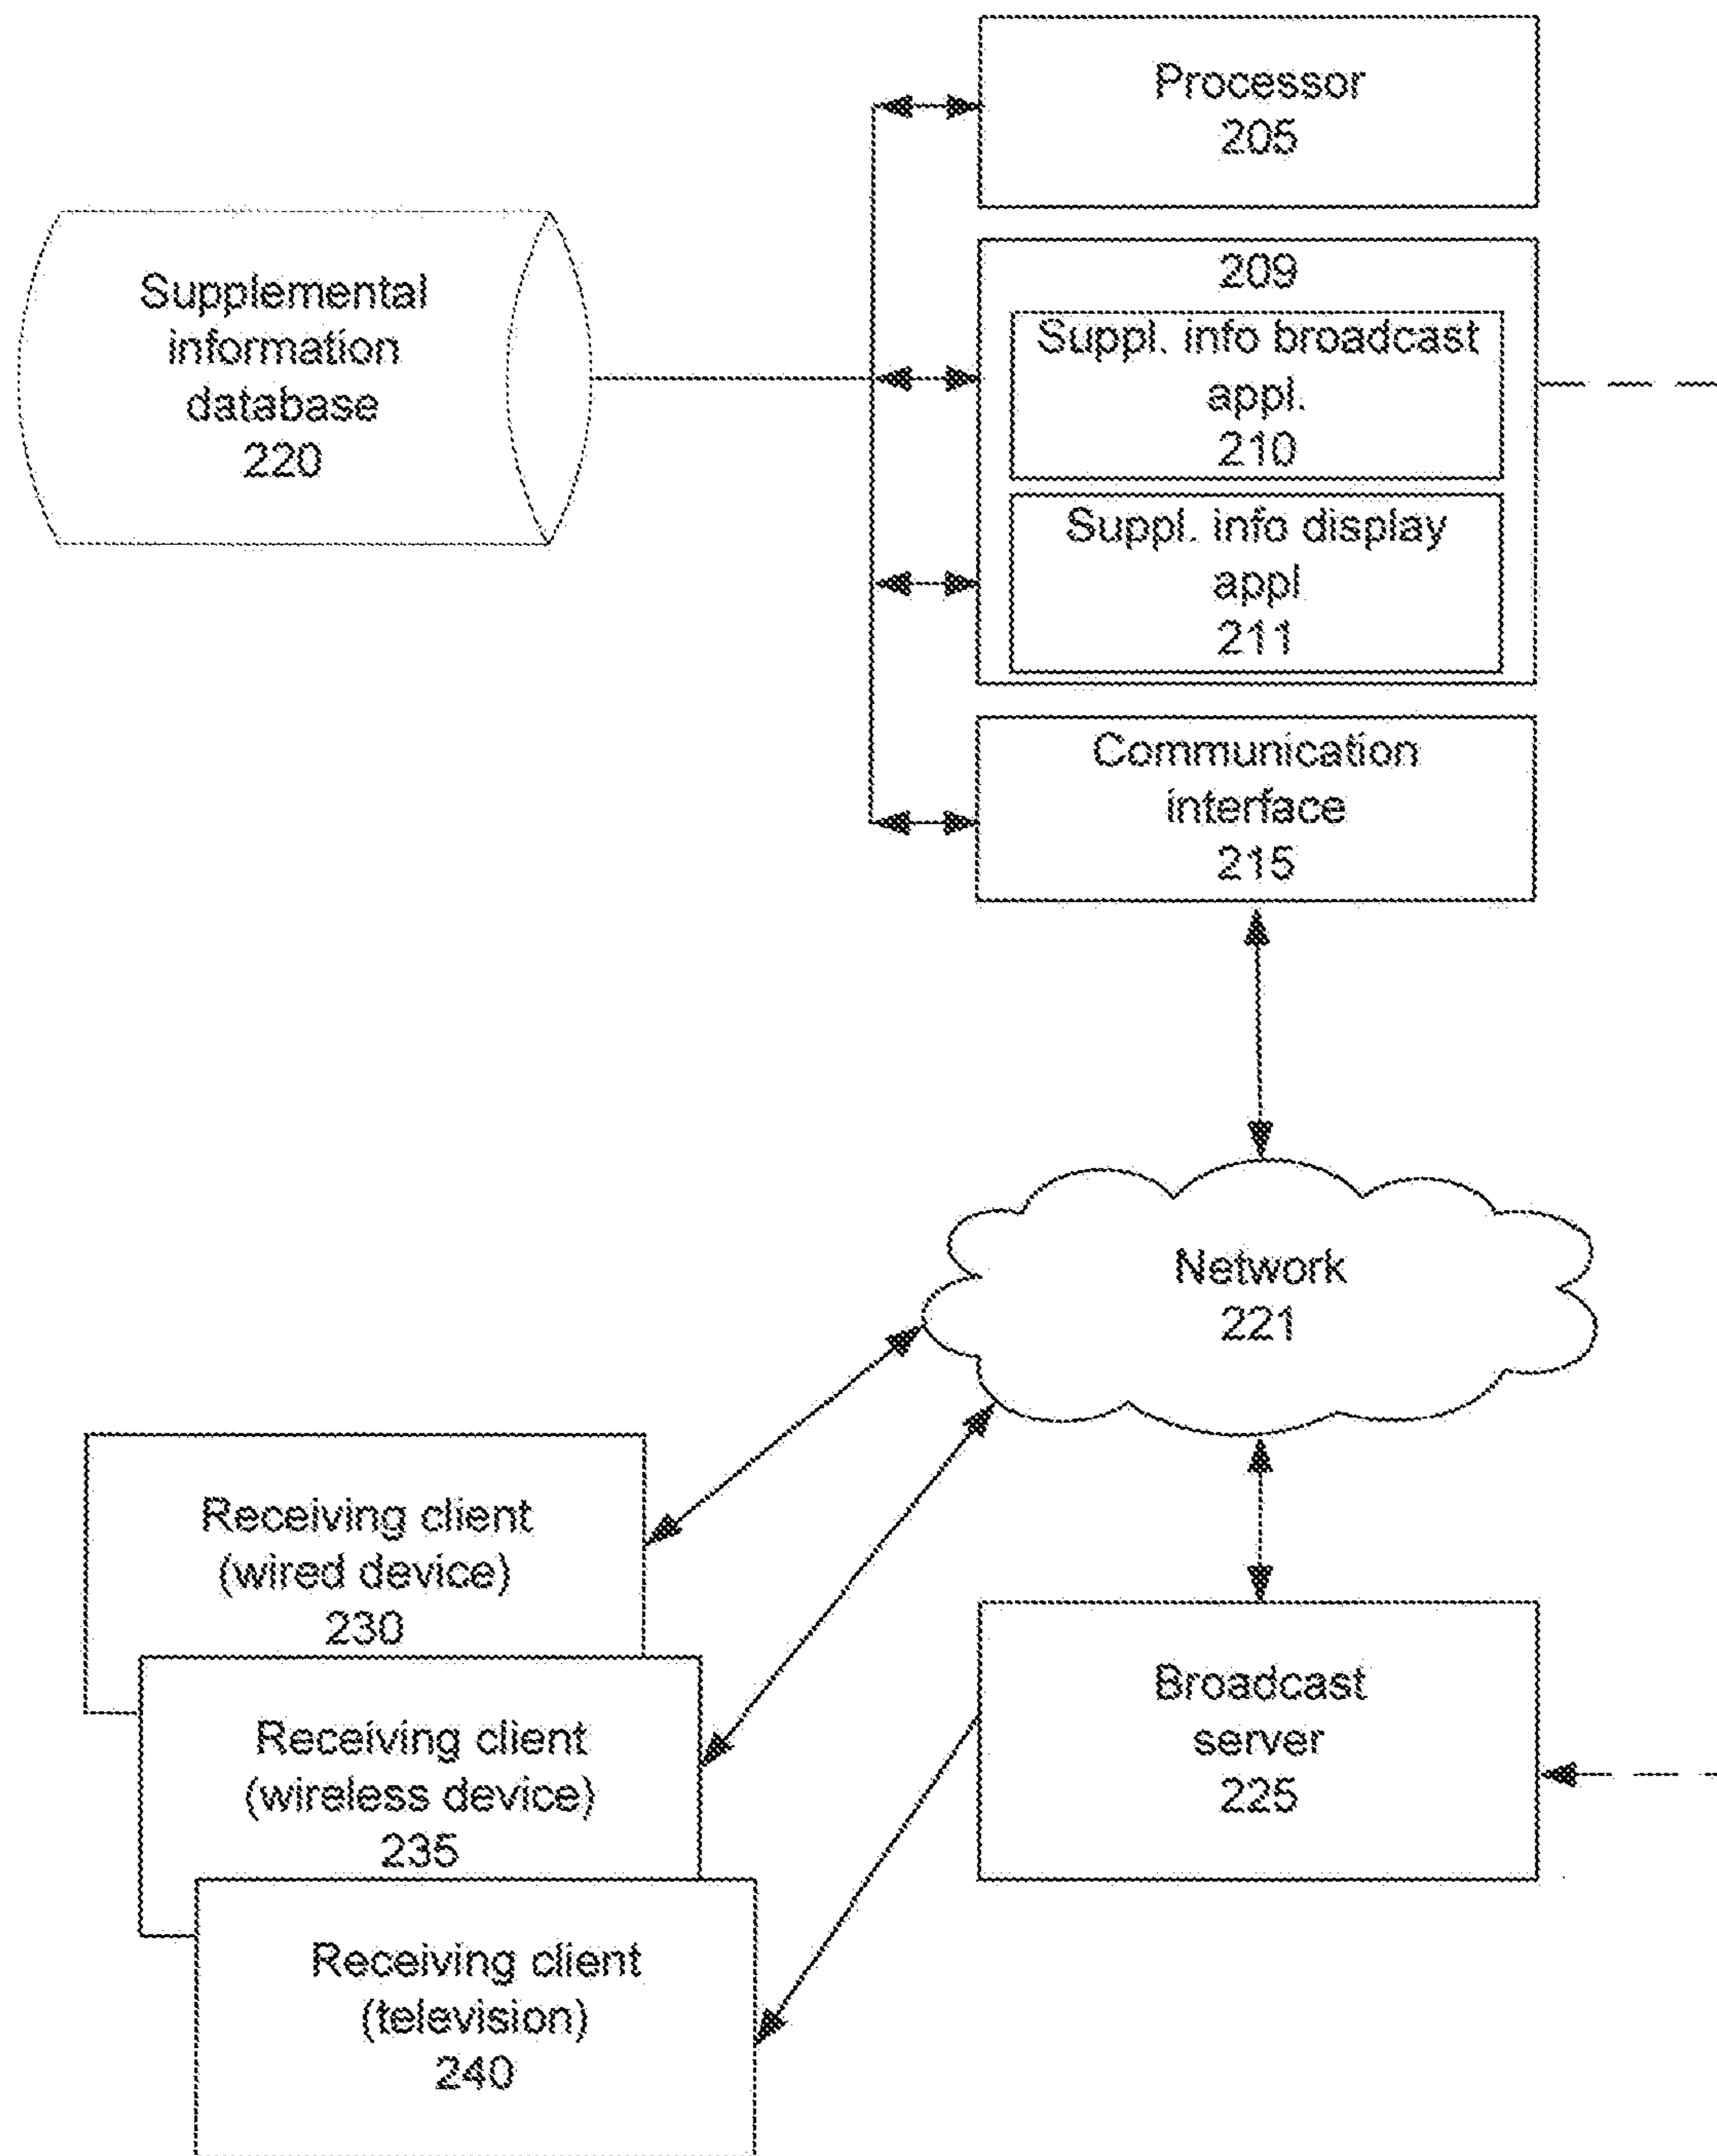 Processor
205
Supplemental
information
database
220
209
Suppl. info broadcast
appl.
210
Suppl. info display
appl
211
Communication
interface
215
Network
221
Receiving client
(wired device)
230
Receiving client
(wireless device)
235
Receiving client
(television)
240
Broadcast
server
225